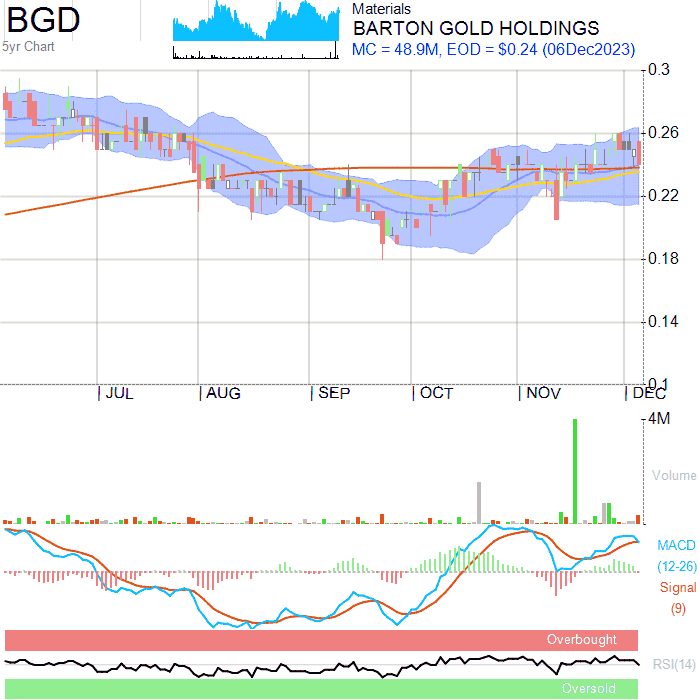 BGD
Materials
BARTON GOLD HOLDINGS
5yr Chart
MC = 48.9M, EOD = $0.24 (06Dec2023)
0.3
0.26
0.22
0.18
0.14
0.1
JUL
AUG
SEP
OCT
NOV
DEC
4M
Volume
MACD
(12-26)
Signal
(9)
Overbought
RSI(14)
Oversold